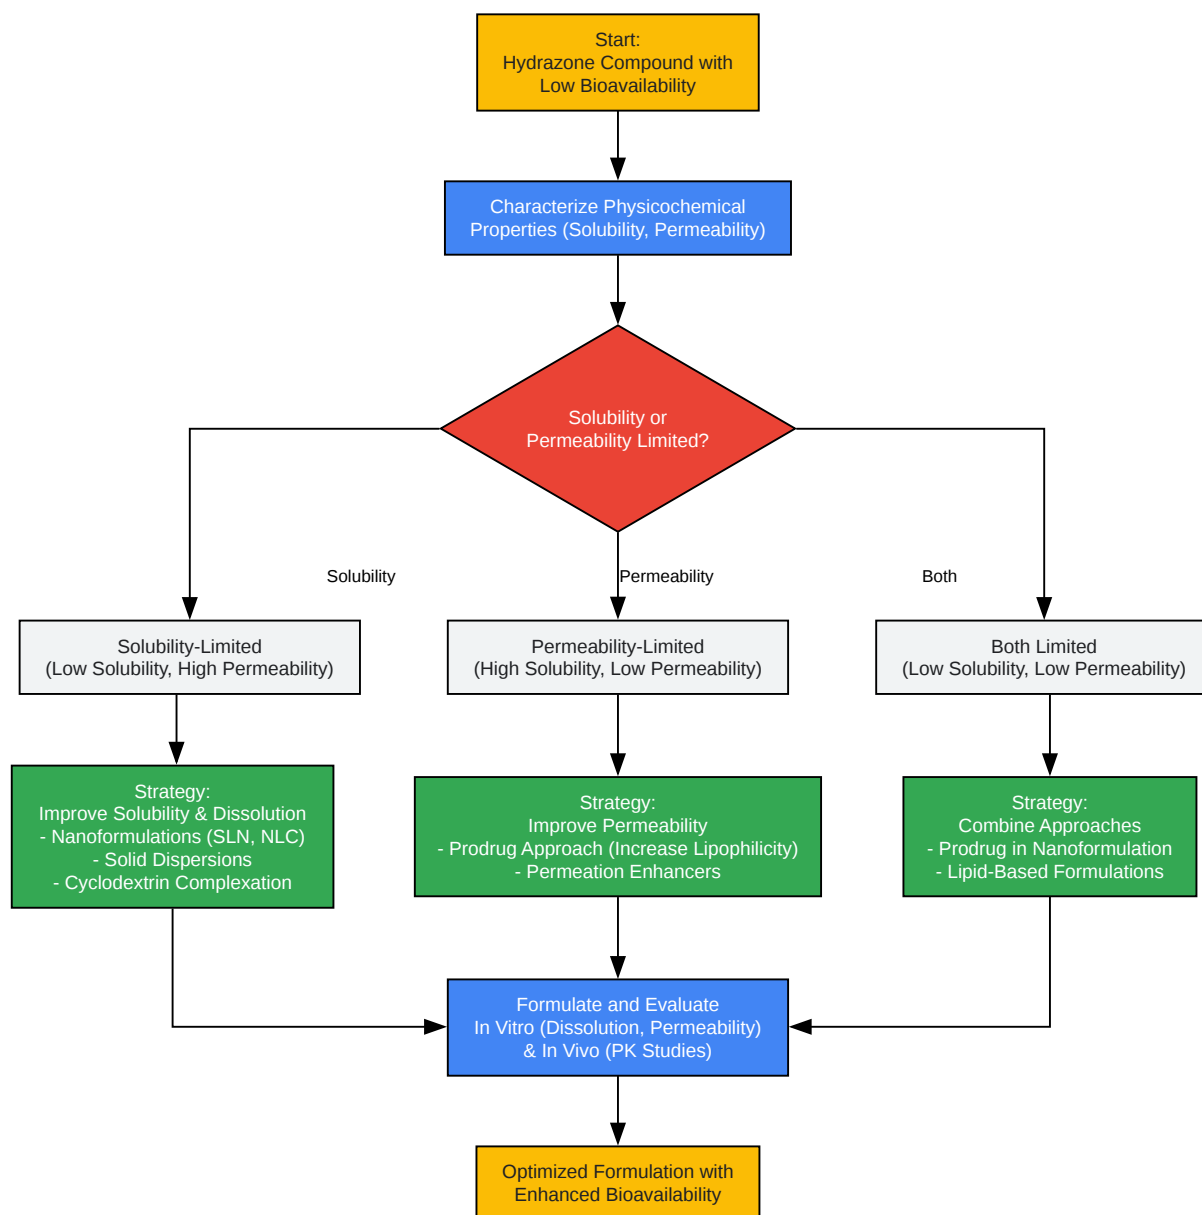 Start:
Hydrazone Compound with
Low Bioavailability
Characterize Physicochemical
Properties (Solubility, Permeability)
Solubility or
Permeability Limited?
Solubility
Permeability
Both
Solubility-Limited
(Low Solubility, High Permeability)
Permeability-Limited
(High Solubility, Low Permeability)
Both Limited
(Low Solubility, Low Permeability)
Strategy:
Improve Solubility & Dissolution
- Nanoformulations (SLN, NLC)
- Solid Dispersions
- Cyclodextrin Complexation
Strategy:
Improve Permeability
- Prodrug Approach (Increase Lipophilicity)
- Permeation Enhancers
Strategy:
Combine Approaches
- Prodrug in Nanoformulation
- Lipid-Based Formulations
Formulate and Evaluate
In Vitro (Dissolution, Permeability)
& In Vivo (PK Studies)
Optimized Formulation with
Enhanced Bioavailability